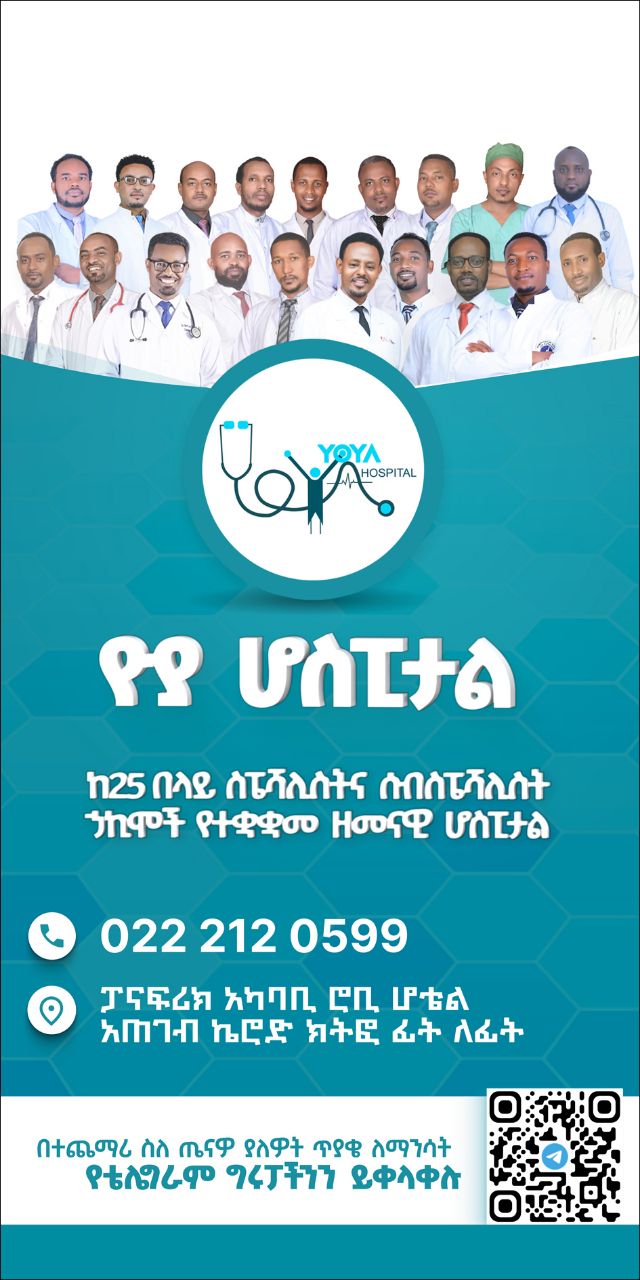 YOYA
HOSPITAL
ዮያ ሆስፒታል
ከ25 በላይ ስፔሻሊስትና ሰብስፔሻሊስት
ኃኪሞች የተቋቋመ ዘመናዊ ሆስፒታል
022 212 0599
ፓናፍሪክ አካባቢ ሮቢ ሆቴል
አጠገብ ኬሮድ ክትፎ ፊት ለፊት
በተጨማሪ ስለ ጤናዎ ያለዎት ጥያቄ ለማንሳት
የቴሌግራም ግሩፓችንን ይቀላቀሉ